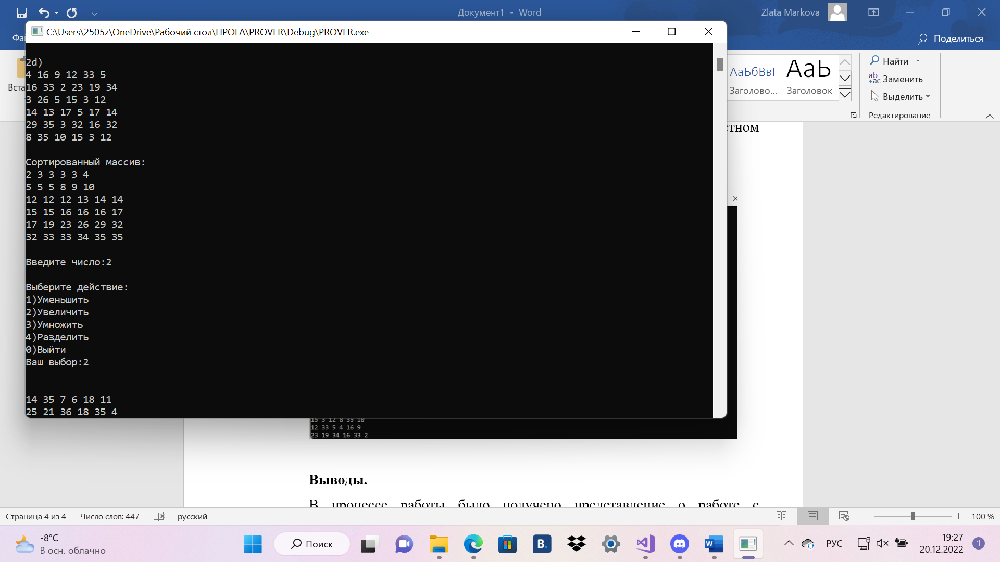 Документ1 - Word
Zlata Markova
C:\Users\2505z\OneDrive\Рабочий стол\ПРОГА\PROVER\Debug\PROVER.exe
Поделиться
2d)
4 16 9 12 33 5
16 33 2 23 19 34
3 26 5 15 3 12
14 13 17 5 17 14
29 35 3 32 16 32
8 35 10 15 3 12
Сортированный массив:
2 3 3 3 3 4
5 5 5 8 9 10
12 12 12 13 14 14
15 15 16 16 16 17
17 19 23 26 29 32
32 33 33 34 35 35
Введите число:2
Выберите действие:
1)Уменьшить
2)Увеличить
3)Умножить
4)Разделить
0)Выйти
Ваш выбор:2
14 35 7 6 18 11
25 21 36 18 35 4
АаБбВвГ
Заголово...
АаЬ
Заголовок
Найти
Заменить
Выделить
Редактирование
15 3 12 8 35 10
12 33 5 4 16 9
23 19 34 16 33 2
Выводы.
В процессе работы было получено представление о работе с
Страница 4 из 4
Число слов: 447
русский
100 %
-8°C
В осн. облачно
Поиск
B.
W
РУС
19:27
20.12.2022
1